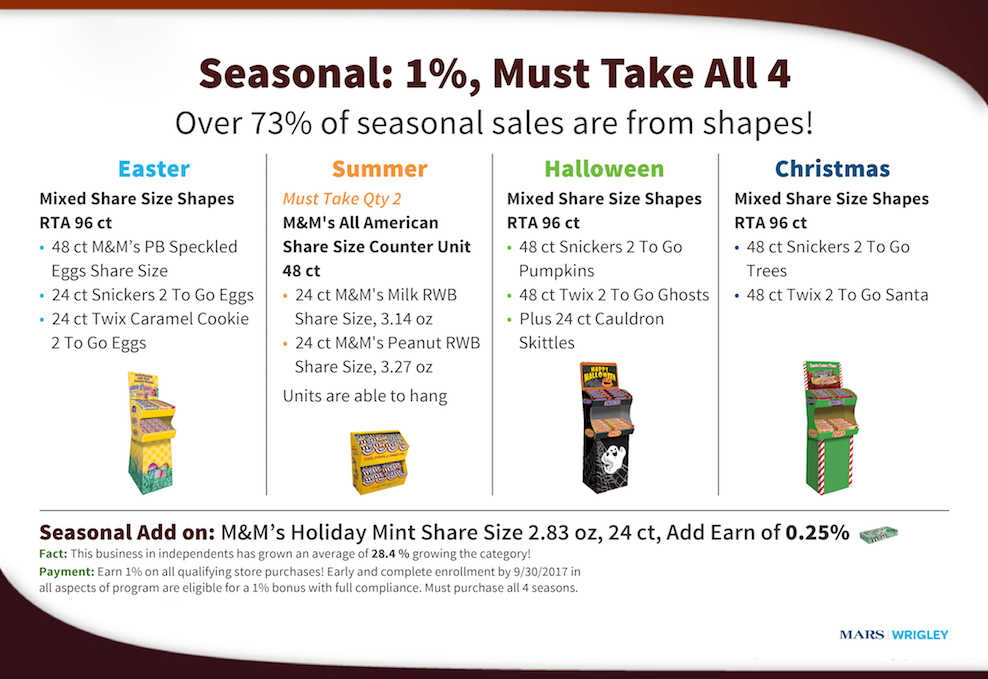 Seasonal: 1%, Must Take All 4
Over 73% of seasonal sales are from shapes!
Easter
Mixed Share Size Shapes
RTA 96 ct
• 48 ct M&M’s PB Speckled
Eggs Share Size
• 24 ct Snickers 2 To Go Eggs
• 24 ct Twix Caramel Cookie
2 To Go Eggs
Summer
Must Take Qty 2
M&M's All American
Share Size Counter Unit
48 ct
• 24 ct M&M's Milk RWB
Share Size, 3.14 oz
• 24 ct M&M's Peanut RWB
Share Size, 3.27 oz
Units are able to hang
Halloween
Mixed Share Size Shapes
RTA 96 ct
• 48 ct Snickers 2 To Go
Pumpkins
• 48 ct Twix 2 To Go Ghosts
• Plus 24 ct Cauldron
Skittles
HAPPY
HALLOWEEN
Christmas
Mixed Share Size Shapes
RTA 96 ct
• 48 ct Snickers 2 To Go
Trees
• 48 ct Twix 2 To Go Santa
Seasonal Add on: M&M’s Holiday Mint Share Size 2.83 oz, 24 ct, Add Earn of 0.25%
Fact: This business in independents has grown an average of 28.4 % growing the category!
Payment: Earn 1% on all qualifying store purchases! Early and complete enrollment by 9/30/2017 in
all aspects of program are eligible for a 1% bonus with full compliance. Must purchase all 4 seasons.
MARS | WRIGLEY